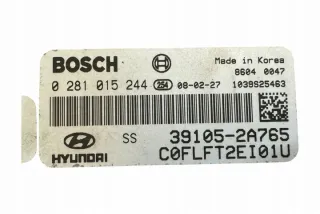 BOSCH
Made in Korea
8604 0047
0 281 015 244 254 08-02-27 1039S25463
HYUNDAI
SS 39105-2A765
C0FLFT2EI01U